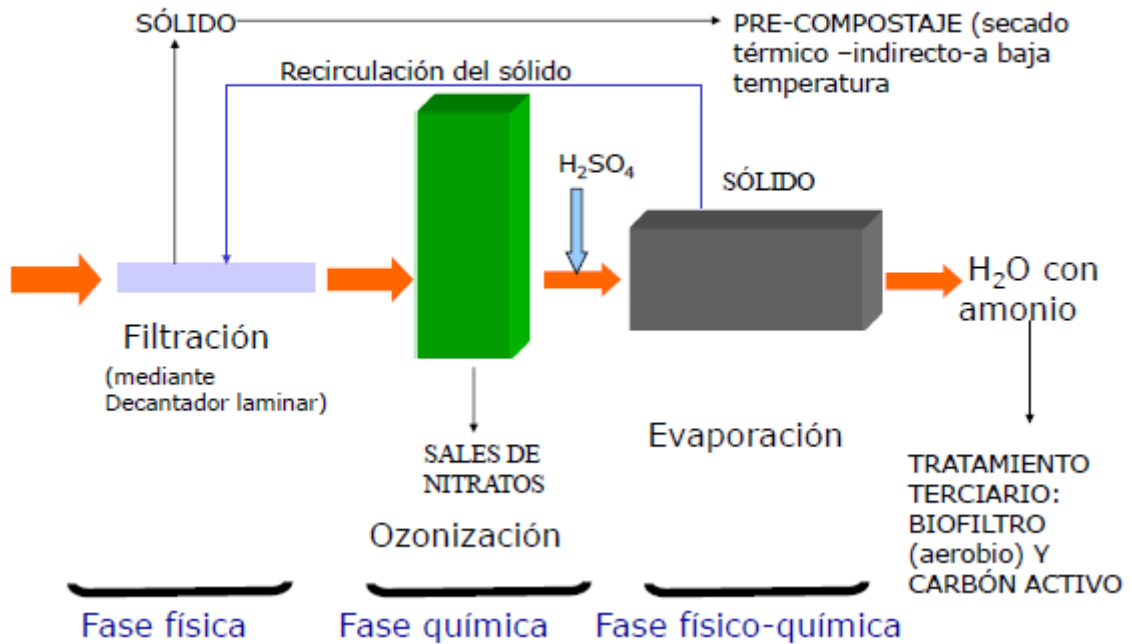 SÓLIDO
PRE-COMPOSTAJE (secado
térmico –indirecto-a baja
temperatura
Recirculación del sólido
H₂SO₄
SÓLIDO
H₂O con
amonio
Filtración
(mediante
Decantador laminar)
SALES DE
NITRATOS
Ozonización
Evaporación
TRATAMIENTO
TERCIARIO:
BIOFILTRO
(aerobio) Y
CARBÓN ACTIVO
Fase física
Fase química
Fase físico-química